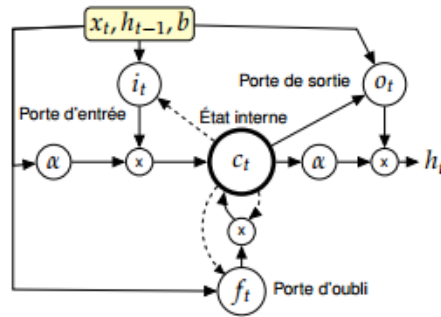 x_t, h_{t−1}, b
i_t
Porte de sortie
o_t
Porte d'entrée
État interne
α
x
c_t
α
x
h_t
x
f_t
Porte d'oubli